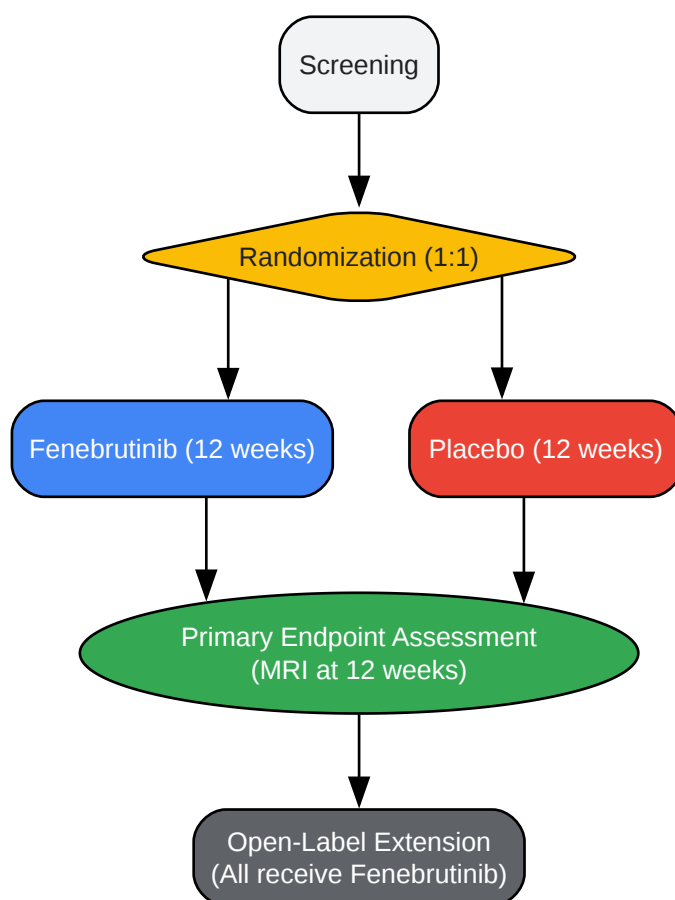 Screening
Randomization (1:1)
Fenebrutinib (12 weeks)
Placebo (12 weeks)
Primary Endpoint Assessment
(MRI at 12 weeks)
Open-Label Extension
(All receive Fenebrutinib)